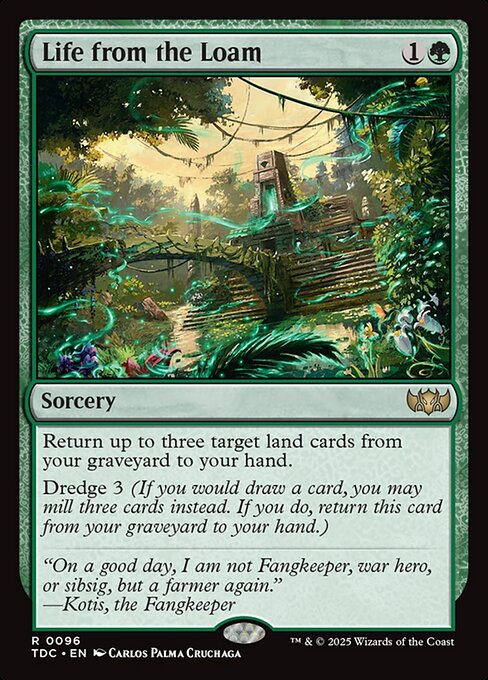 Life from the Loam 1
Sorcery
Return up to three target land cards from
your graveyard to your hand.
Dredge 3 (If you would draw a card, you may
mill three cards instead. If you do, return this card
from your graveyard to your hand.)
“On a good day, I am not Fangkeeper, war hero,
or sibsig, but a farmer again.”
—Kotis, the Fangkeeper
R 0096
TDC • EN Carlos Palma Cruchaga
™ & © 2025 Wizards of the Coast